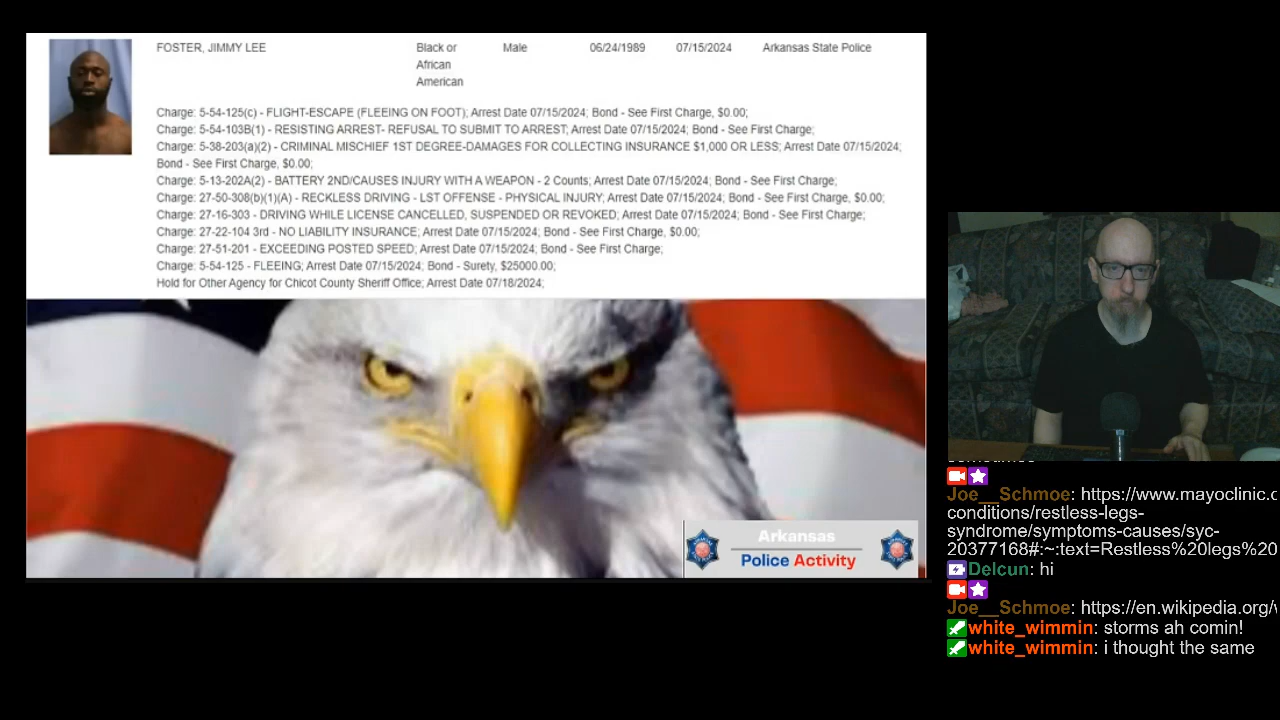 FOSTER, JIMMY LEE Black or Male 06/24/1989 07/15/2024 Arkansas State Police
African
American
Charge: 5-54-125(c) - FLIGHT-ESCAPE (FLEEING ON FOOT); Arrest Date 07/15/2024; Bond - See First Charge, $0.00;
Charge: 5-54-103B(1) - RESISTING ARREST- REFUSAL TO SUBMIT TO ARREST; Arrest Date 07/15/2024; Bond - See First Charge;
Charge: 5-38-203(a)(2) - CRIMINAL MISCHIEF 1ST DEGREE-DAMAGES FOR COLLECTING INSURANCE $1,000 OR LESS; Arrest Date 07/15/2024;
Bond - See First Charge, $0.00;
Charge: 5-13-202A(2) - BATTERY 2ND/CAUSES INJURY WITH A WEAPON - 2 Counts; Arrest Date 07/15/2024; Bond - See First Charge;
Charge: 27-50-308(b)(1)(A) - RECKLESS DRIVING - LST OFFENSE - PHYSICAL INJURY; Arrest Date 07/15/2024; Bond - See First Charge, $0.00;
Charge: 27-16-303 - DRIVING WHILE LICENSE CANCELLED, SUSPENDED OR REVOKED; Arrest Date 07/15/2024; Bond - See First Charge;
Charge: 27-22-104 3rd - NO LIABILITY INSURANCE; Arrest Date 07/15/2024; Bond - See First Charge, $0.00;
Charge: 27-51-201 - EXCEEDING POSTED SPEED; Arrest Date 07/15/2024; Bond - See First Charge;
Charge: 5-54-125 - FLEEING; Arrest Date 07/15/2024; Bond - Surety, $25000.00;
Hold for Other Agency for Chicot County Sheriff Office; Arrest Date 07/18/2024;
Arkansas
Police Activity
Joe__Schmoe: https://www.mayoclinic.c
conditions/restless-legs-
syndrome/symptoms-causes/syc-
20377168#:~:text=Restless%20legs%20
Delcun: hi
Joe__Schmoe: https://en.wikipedia.org/
white_wimmin: storms ah comin!
white_wimmin: i thought the same